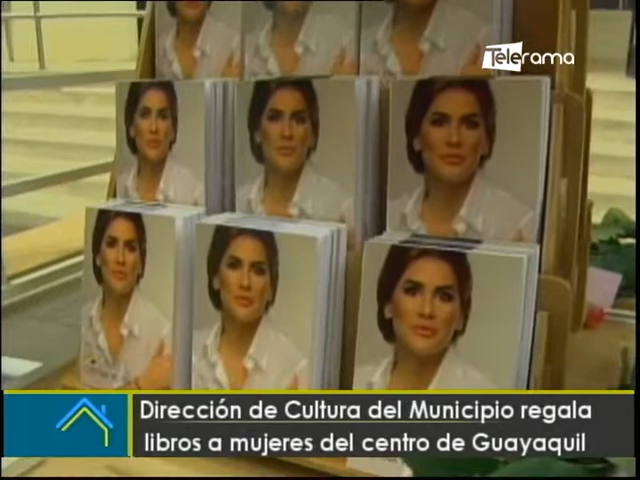 Telerama
Dirección de Cultura del Municipio regala
libros a mujeres del centro de Guayaquil